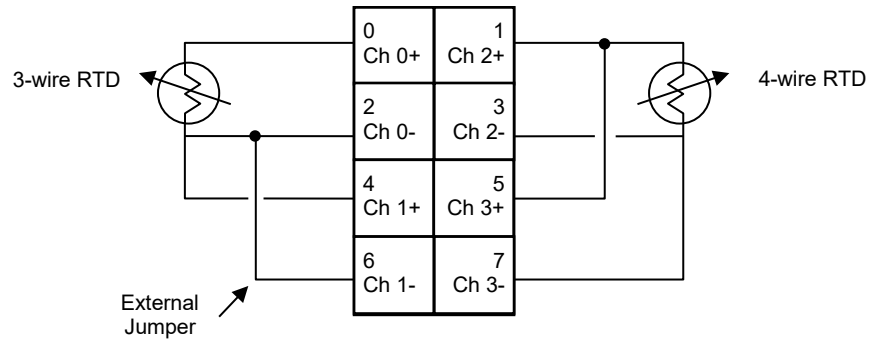 0
Ch 0+
1
Ch 2+
3-wire RTD
4-wire RTD
2
Ch 0-
3
Ch 2-
4
Ch 1+
5
Ch 3+
6
Ch 1-
7
Ch 3-
External
Jumper